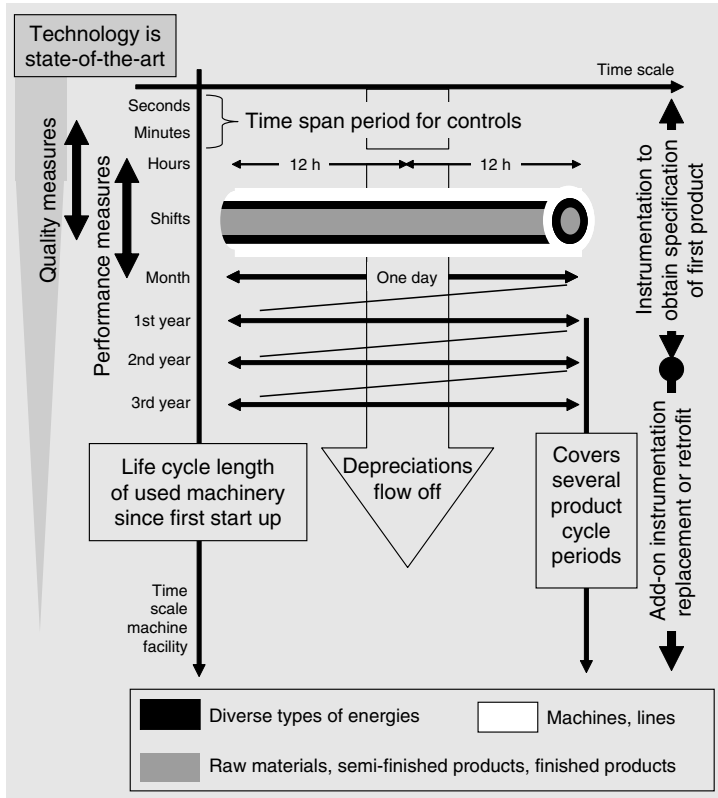 Technology is
state-of-the-art
Time scale
Seconds
Minutes
Time span period for controls
Hours
12 h
12 h
Shifts
Month
One day
1st year
2nd year
3rd year
Quality measures
Performance measures
Instrumentation to
obtain specification
of first product
Life cycle length
of used machinery
since first start up
Depreciations
flow off
Covers
several
product
cycle
periods
Add-on instrumentation
replacement or retrofit
Time
scale
machine
facility
Diverse types of energies
Machines, lines
Raw materials, semi-finished products, finished products